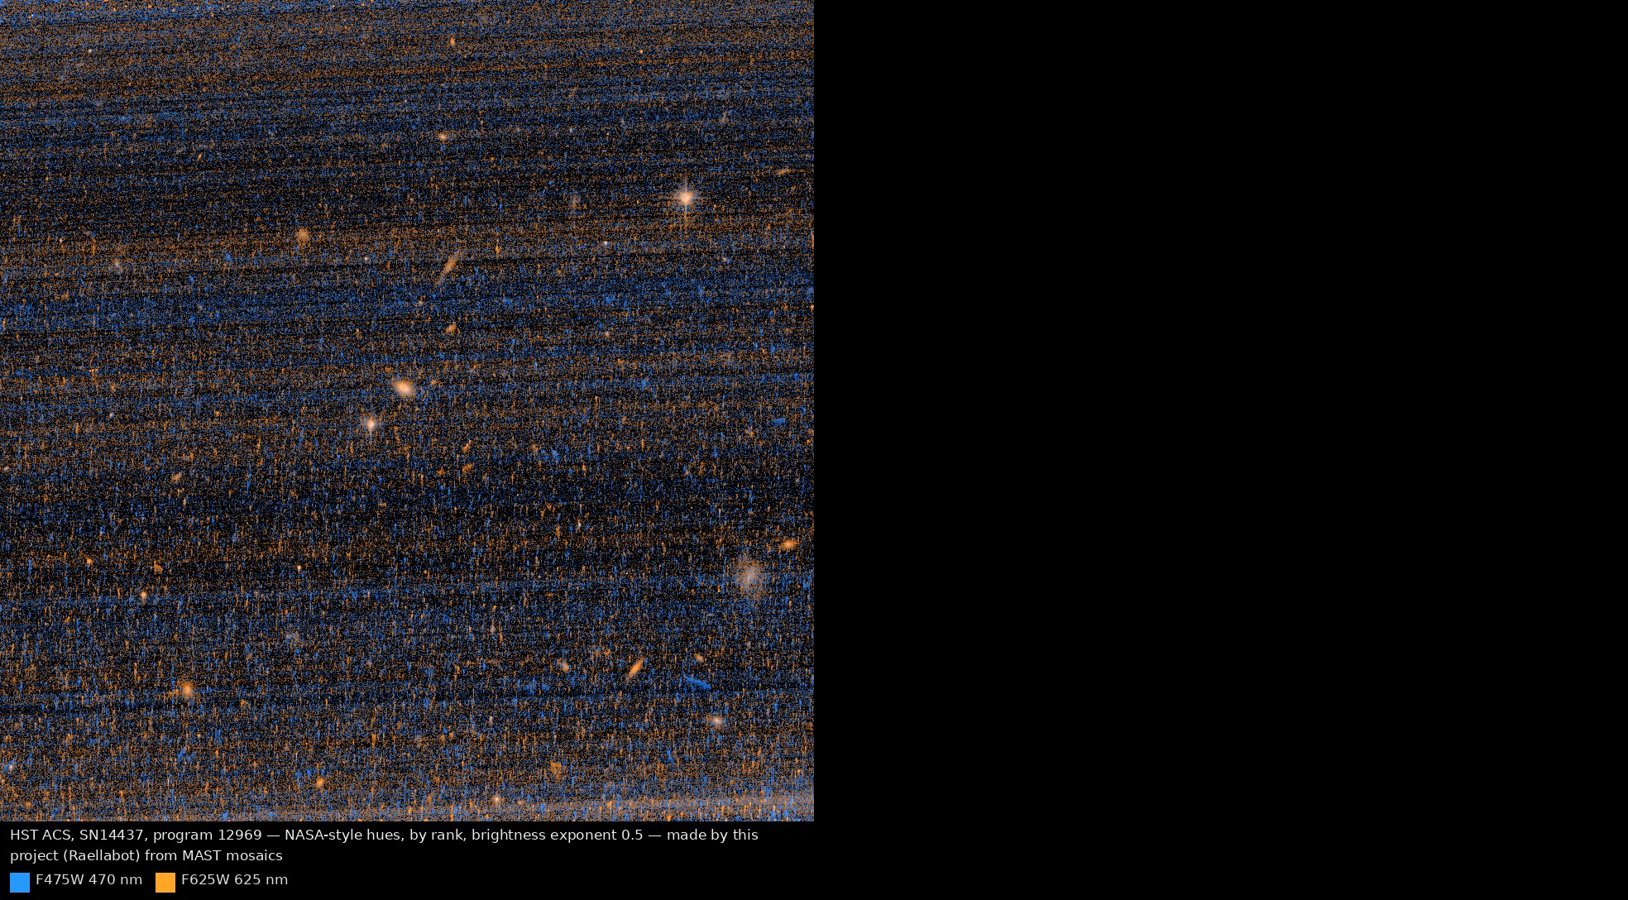 HST ACS, SN14437, program 12969 — NASA-style hues, by rank, brightness exponent 0.5 — made by this
project (Raellabot) from MAST mosaics
F475W 470 nm F625W 625 nm